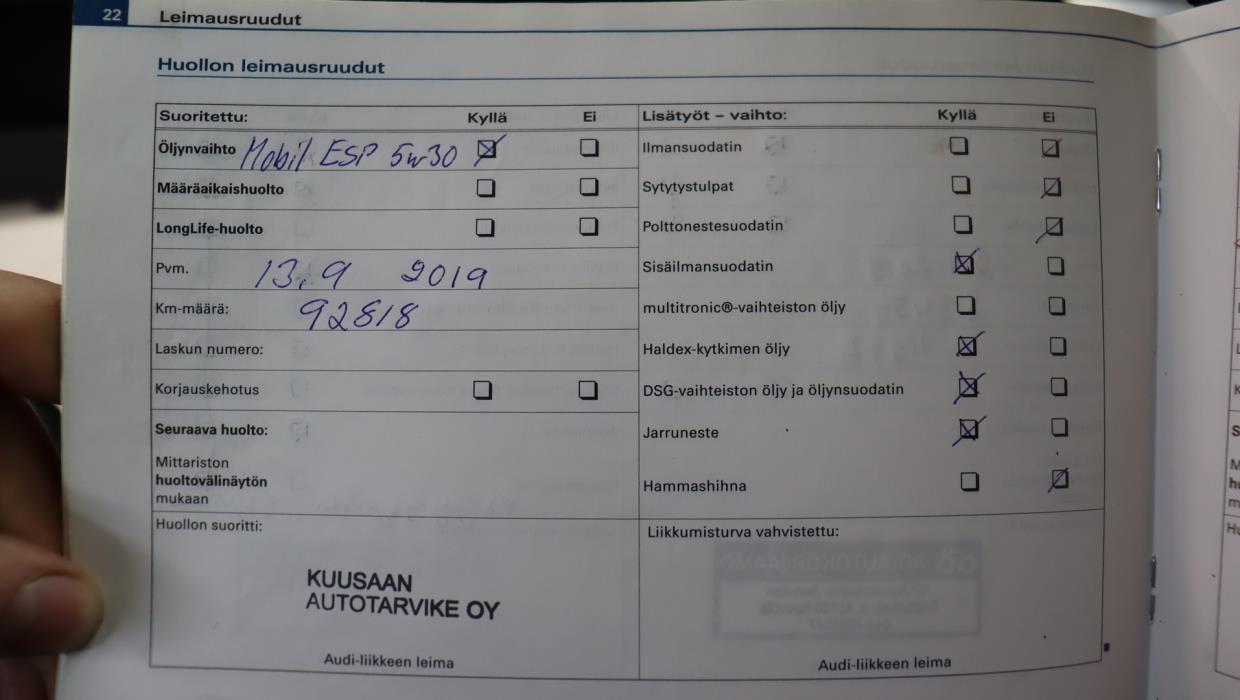 22 Leimausruudut
Huollon leimausruudut
Suoritettu: Kyllä Ei
Öljynvaihto Mobil ESP 5w30
Määräaikaishuolto
LongLife-huolto
Pvm. 13.9 2019
Km-määrä: 92818
Laskun numero:
Korjauskehotus
Seuraava huolto:
Mittariston
huoltovälinäytön
mukaan
Huollon suoritti:
KUUSAAN
AUTOTARVIKE OY
Audi-liikkeen leima
Lisätyöt – vaihto: Kyllä Ei
Ilmansuodatin
Sytytystulpat
Polttonestesuodatin
Sisäilmansuodatin
multitronic®-vaihteiston öljy
Haldex-kytkimen öljy
DSG-vaihteiston öljy ja öljynsuodatin
Jarruneste
Hammashihna
Liikkumisturva vahvistettu:
Audi-liikkeen leima